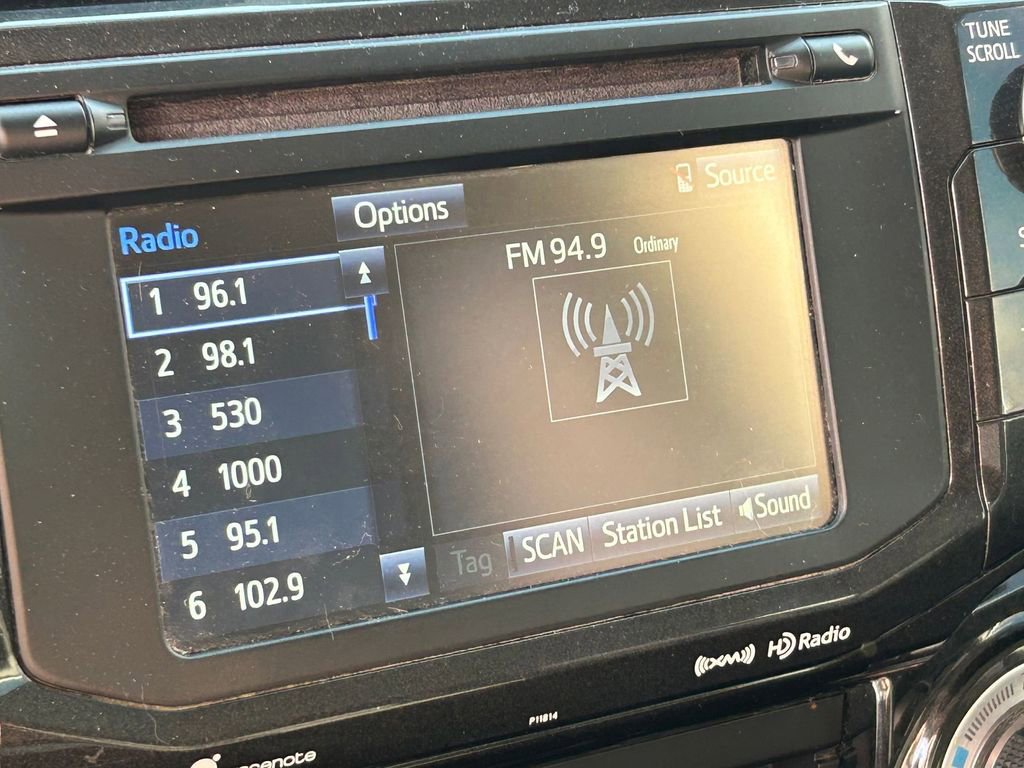 TUNE
SCROLL
Source
Options
Radio
FM 94.9 Ordinary
1 96.1
2 98.1
3 530
4 1000
5 95.1
6 102.9
Tag SCAN Station List Sound
((XM)) HD Radio
P11814